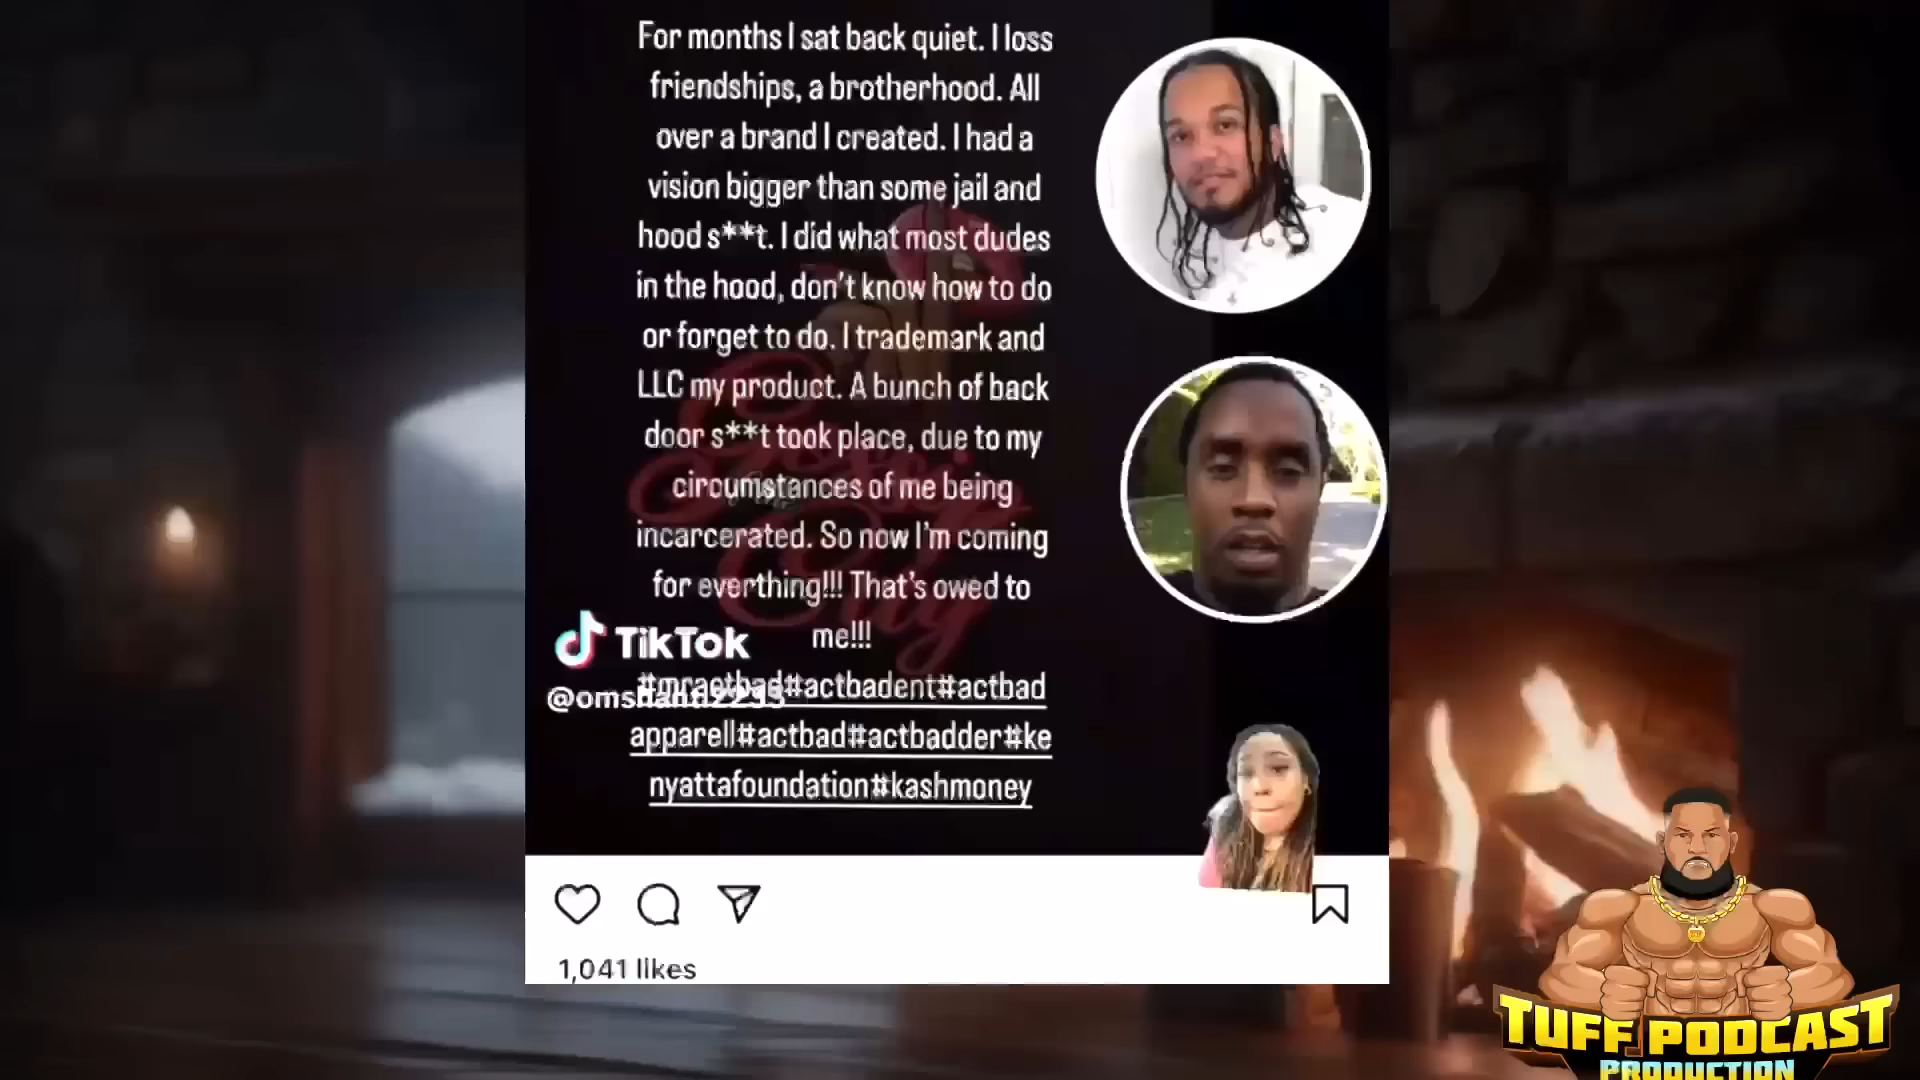 For months I sat back quiet. I loss
friendships, a brotherhood. All
over a brand I created. I had a
vision bigger than some jail and
hood s**t. I did what most dudes
in the hood, don't know how to do
or forget to do. I trademark and
LLC my product. A bunch of back
door s**t took place, due to my
circumstances of me being
incarcerated. So now I'm coming
for everthing!!! That's owed to
me!!!
#mractbad#actbadent#actbad
apparell#actbad#actbadder#ke
nyattafoundation#kashmoney
TikTok
1,041 likes
TUFF PODCAST
PRODUCTION